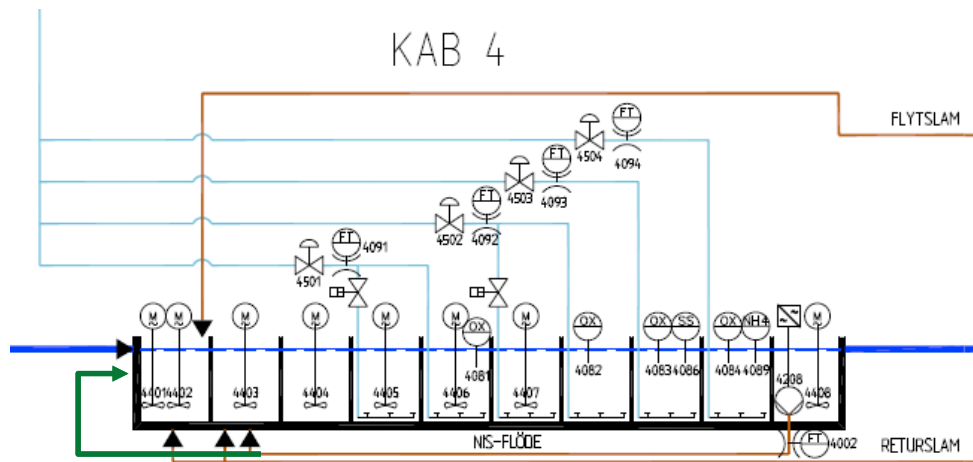 KAB 4
FLYTSLAM
FT
4504
4094
FT
4503
4093
FT
4502
4092
FT
4091
4501
M M M M M M M M
OX
OX
OX SS
OX NH4
4081
4082
4083 4086
4084 4089
4208
4401 4402
4403
4404
4405
4406
4407
4408
NIS-FLÖDE
FT
4002
RETURSLAM